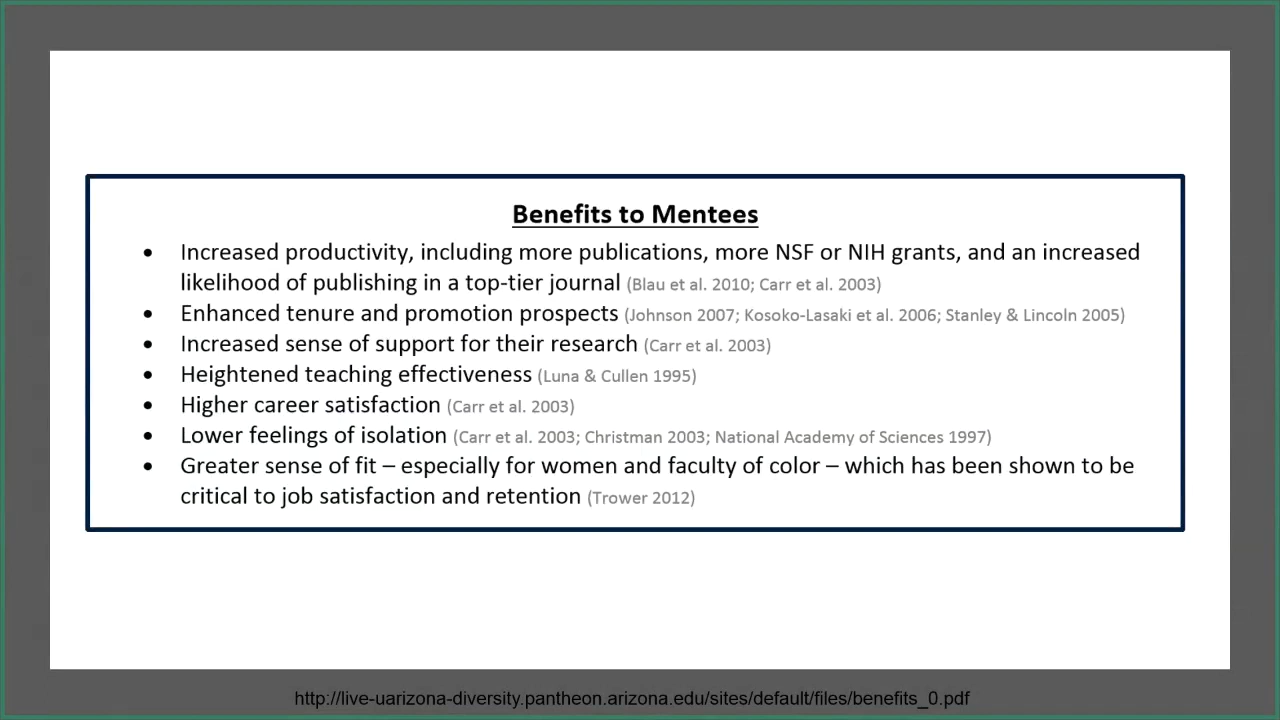 Benefits to Mentees
• Increased productivity, including more publications, more NSF or NIH grants, and an increased
likelihood of publishing in a top-tier journal (Blau et al. 2010; Carr et al. 2003)
• Enhanced tenure and promotion prospects (Johnson 2007; Kosoko-Lasaki et al. 2006; Stanley & Lincoln 2005)
• Increased sense of support for their research (Carr et al. 2003)
• Heightened teaching effectiveness (Luna & Cullen 1995)
• Higher career satisfaction (Carr et al. 2003)
• Lower feelings of isolation (Carr et al. 2003; Christman 2003; National Academy of Sciences 1997)
• Greater sense of fit – especially for women and faculty of color – which has been shown to be
critical to job satisfaction and retention (Trower 2012)
http://live-uarizona-diversity.pantheon.arizona.edu/sites/default/files/benefits_0.pdf